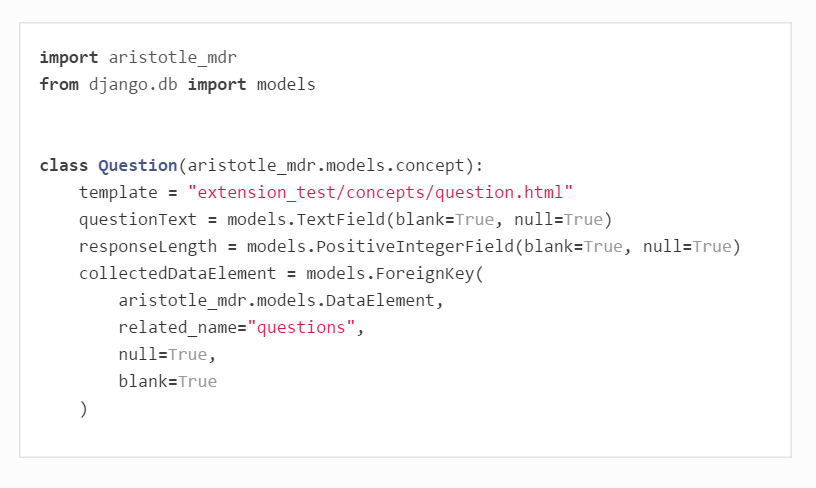 import aristotle_mdr
from django.db import models
class Question(aristotle_mdr.models.concept):
    template = "extension_test/concepts/question.html"
    questionText = models.TextField(blank=True, null=True)
    responseLength = models.PositiveIntegerField(blank=True, null=True)
    collectedDataElement = models.ForeignKey(
        aristotle_mdr.models.DataElement,
        related_name="questions",
        null=True,
        blank=True
    )